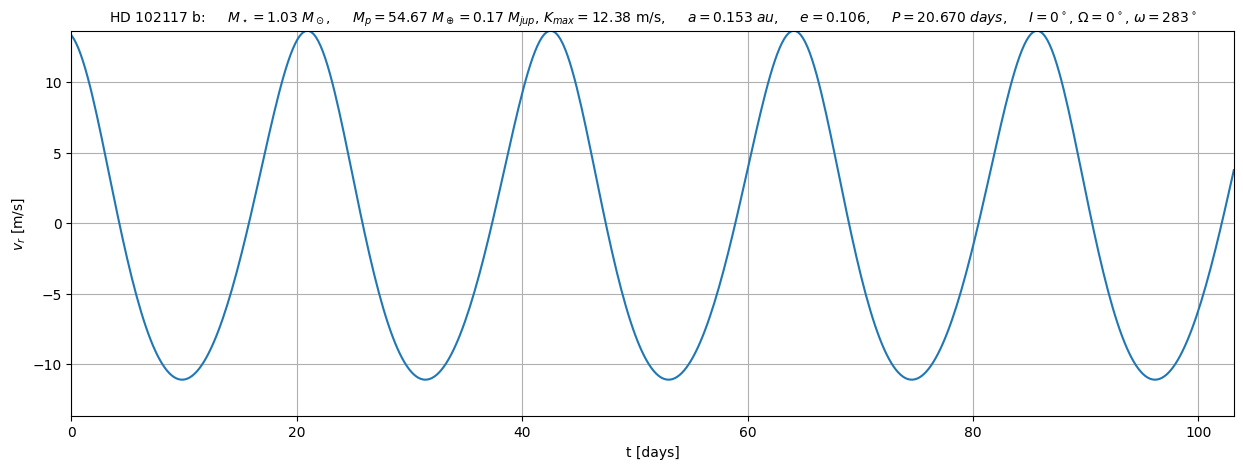 HD 102117 b: M⋆ = 1.03 M⊙, Mp = 54.67 M⊕ = 0.17 Mjup, Kmax = 12.38 m/s, a = 0.153 au, e = 0.106, P = 20.670 days, I = 0°, Ω = 0°, ω = 283°
10
5
0
−5
−10
vr [m/s]
0 20 40 60 80 100
t [days]